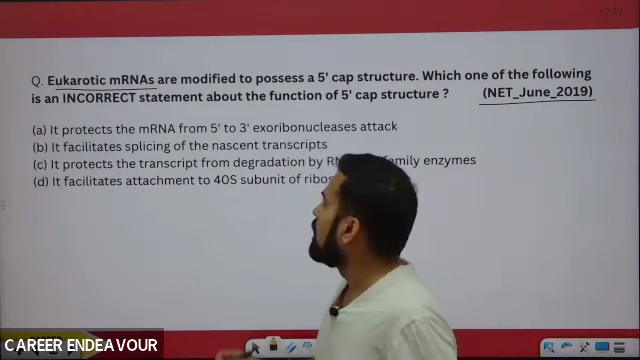 17:27
Q. Eukarotic mRNAs are modified to possess a 5' cap structure. Which one of the following
is an INCORRECT statement about the function of 5' cap structure ? (NET_June_2019)
(a) It protects the mRNA from 5' to 3' exoribonucleases attack
(b) It facilitates splicing of the nascent transcripts
(c) It protects the transcript from degradation by family enzymes
(d) It facilitates attachment to 40S subunit of
CAREER ENDEAVOUR